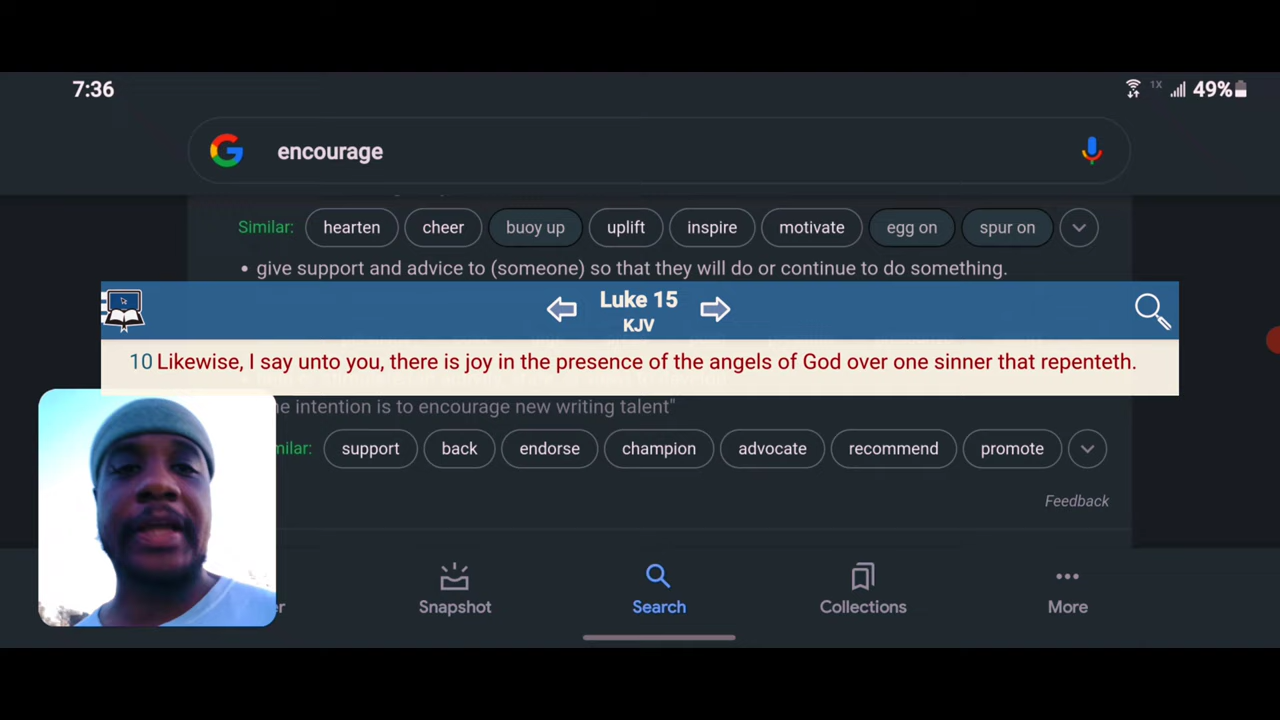 7:36
1X 49%
encourage
Similar: hearten cheer buoy up uplift inspire motivate egg on spur on
• give support and advice to (someone) so that they will do or continue to do something.
Luke 15
KJV
10 Likewise, I say unto you, there is joy in the presence of the angels of God over one sinner that repenteth.
intention is to encourage new writing talent"
support back endorse champion advocate recommend promote
Feedback
Snapshot Search Collections More